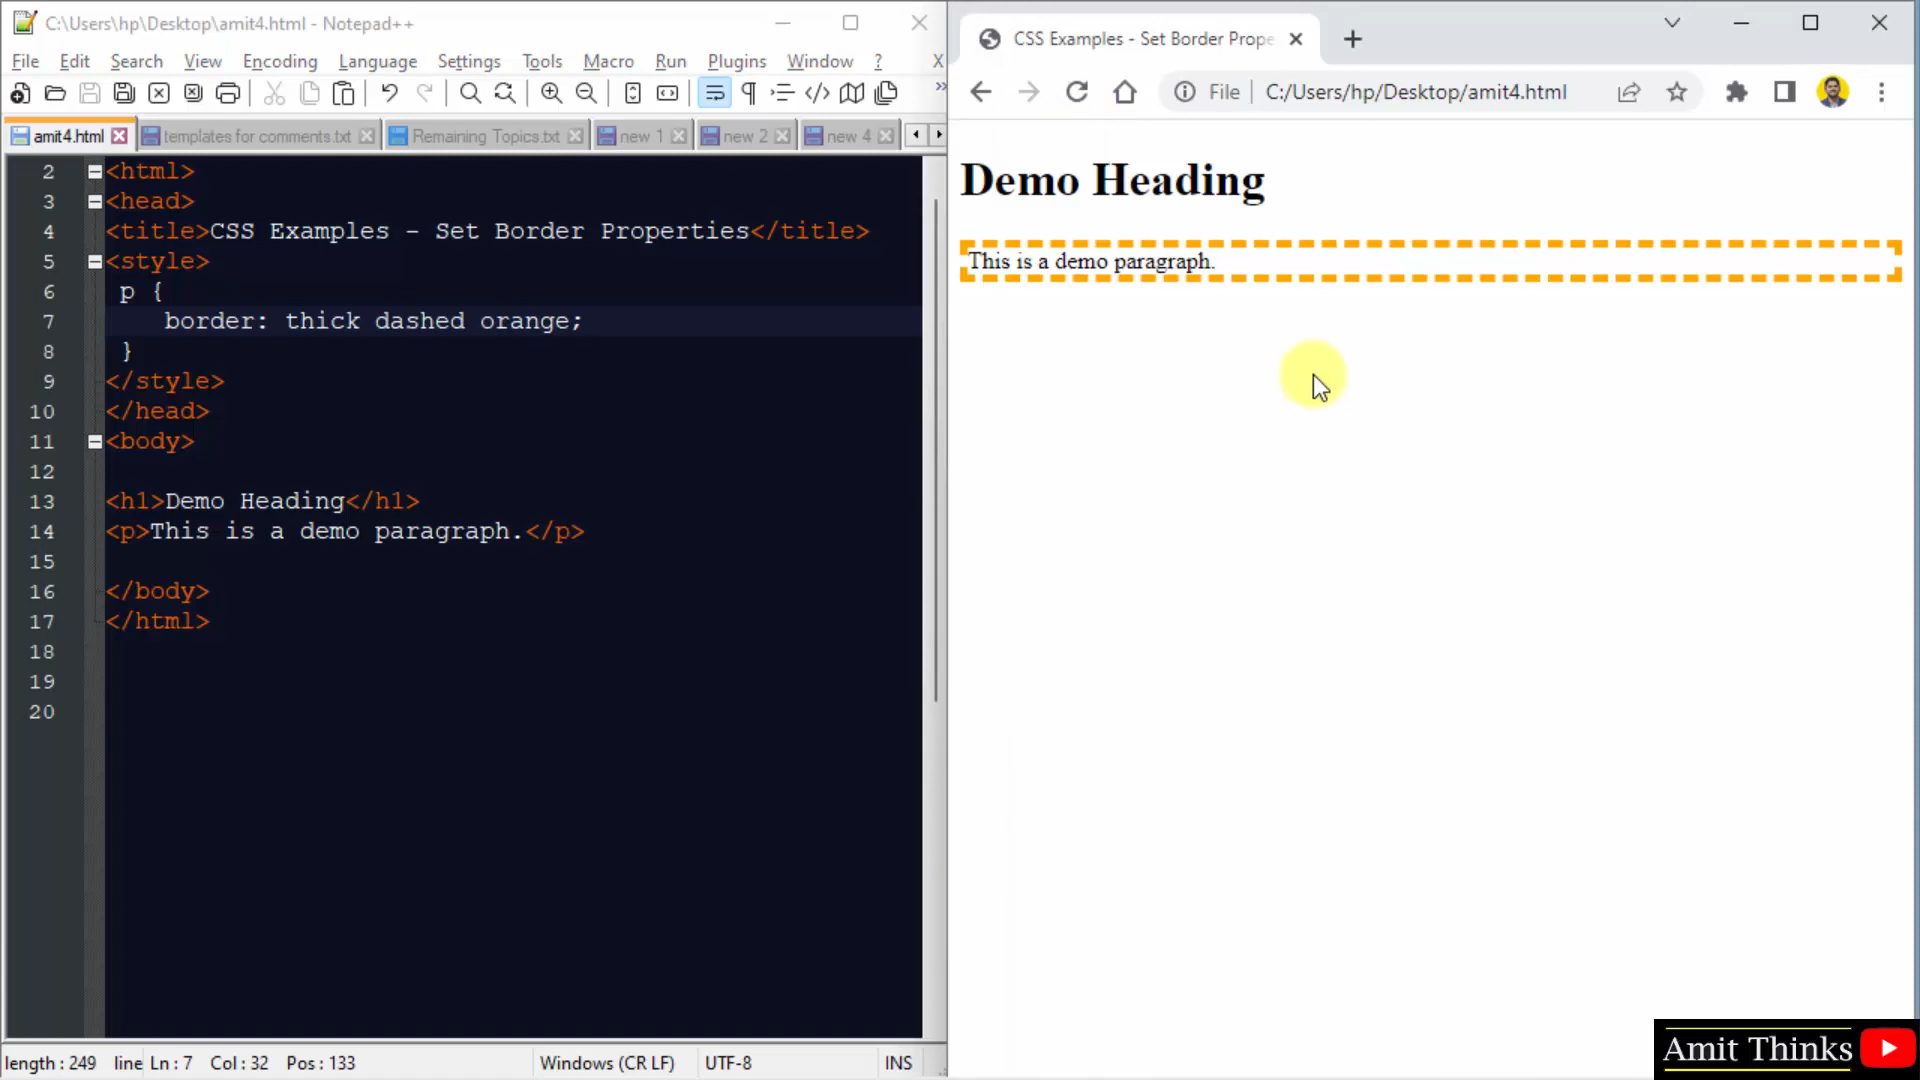 C:\Users\hp\Desktop\amit4.html - Notepad++
File Edit Search View Encoding Language Settings Tools Macro Run Plugins Window ? X
amit4.html templates for comments.txt Remaining Topics.txt new 1 new 2 new 4
2 <html>
3 <head>
4 <title>CSS Examples - Set Border Properties</title>
5 <style>
6 p {
7 border: thick dashed orange;
8 }
9 </style>
10 </head>
11 <body>
12
13 <h1>Demo Heading</h1>
14 <p>This is a demo paragraph.</p>
15
16 </body>
17 </html>
18
19
20
length : 249 line Ln : 7 Col : 32 Pos : 133 Windows (CR LF) UTF-8 INS
CSS Examples - Set Border Prope
File C:/Users/hp/Desktop/amit4.html
Demo Heading
This is a demo paragraph.
Amit Thinks